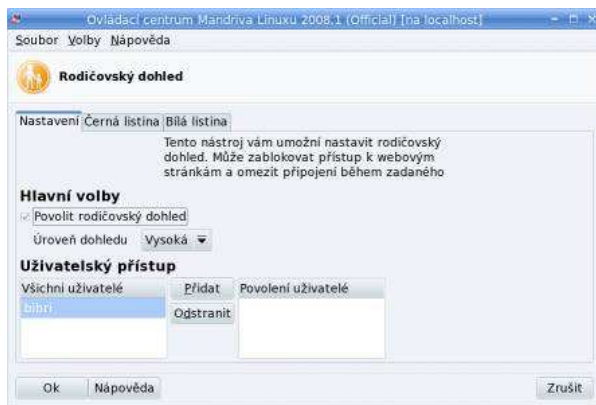 Ovládací centrum Mandriva Linuxu 2008.1 (Official) [na localhost]
Soubor Volby Nápověda
Rodičovský dohled
Nastavení Černá listina Bílá listina
Tento nástroj vám umožní nastavit rodičovský
dohled. Může zablokovat přístup k webovým
stránkám a omezit připojení během zadaného
Hlavní volby
Povolit rodičovský dohled
Úroveň dohledu Vysoká
Uživatelský přístup
Všichni uživatelé Přidat Povolení uživatelé
bibri
Odstranit
Ok Nápověda Zrušit